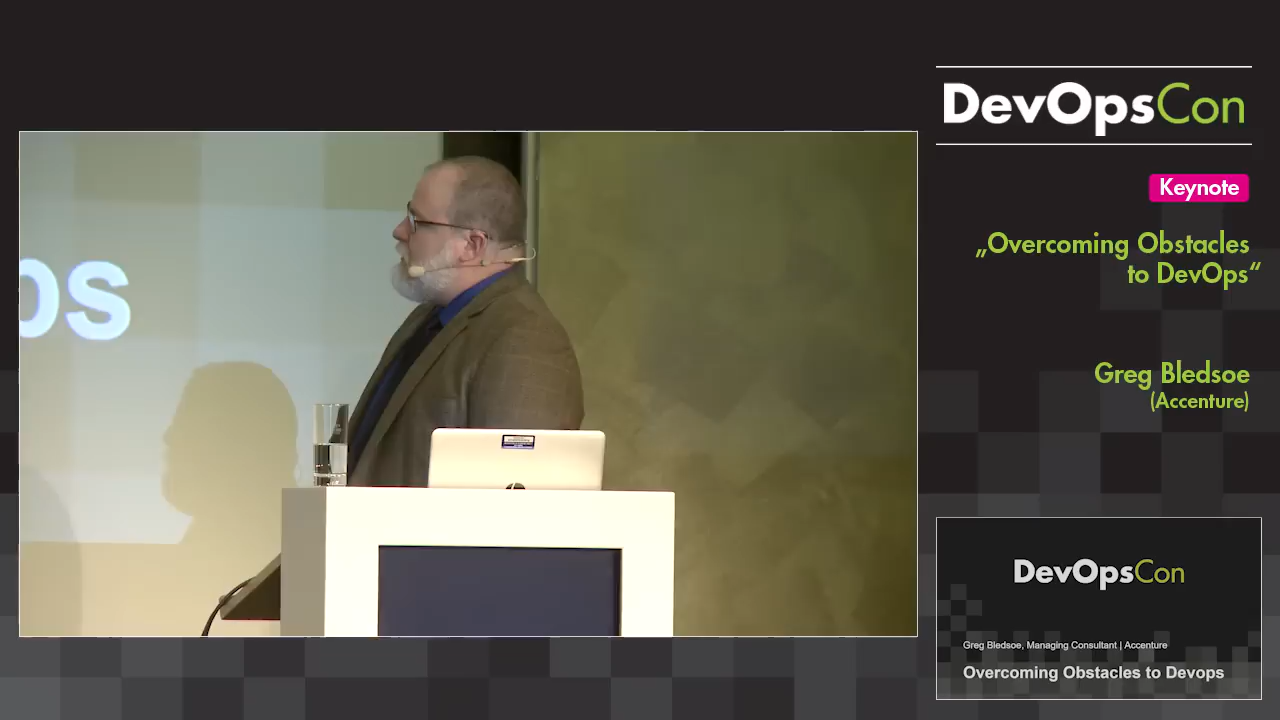 DevOpsCon
Keynote
„Overcoming Obstacles
to DevOps“
Greg Bledsoe
(Accenture)
ps
DevOpsCon
Greg Bledsoe, Managing Consultant | Accenture
Overcoming Obstacles to Devops